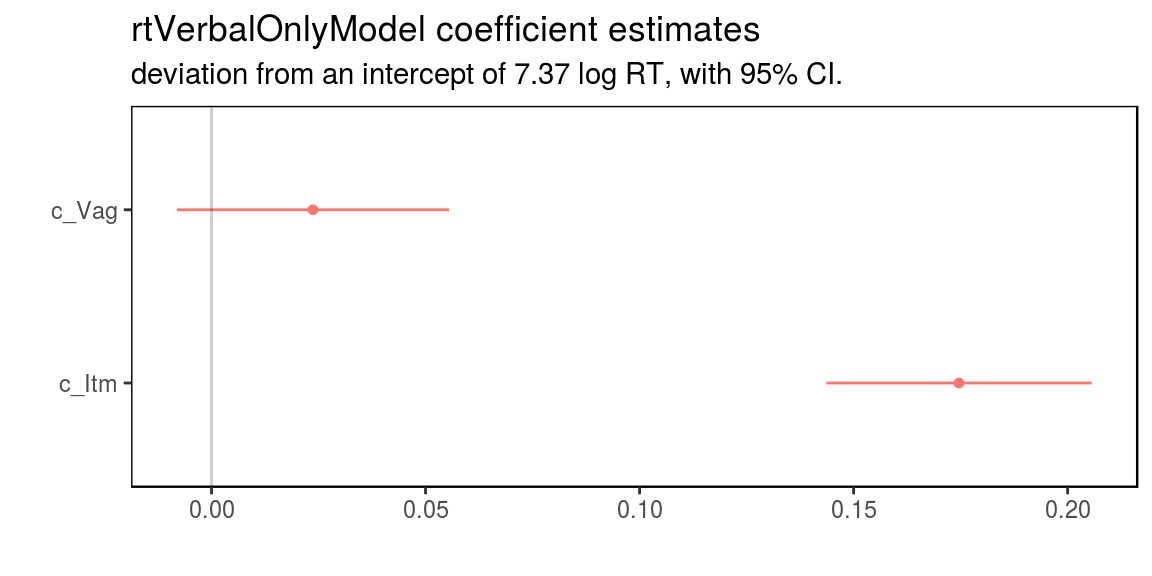 rtVerbalOnlyModel coefficient estimates
deviation from an intercept of 7.37 log RT, with 95% CI.
c_Vag
c_Itm
0.00 0.05 0.10 0.15 0.20